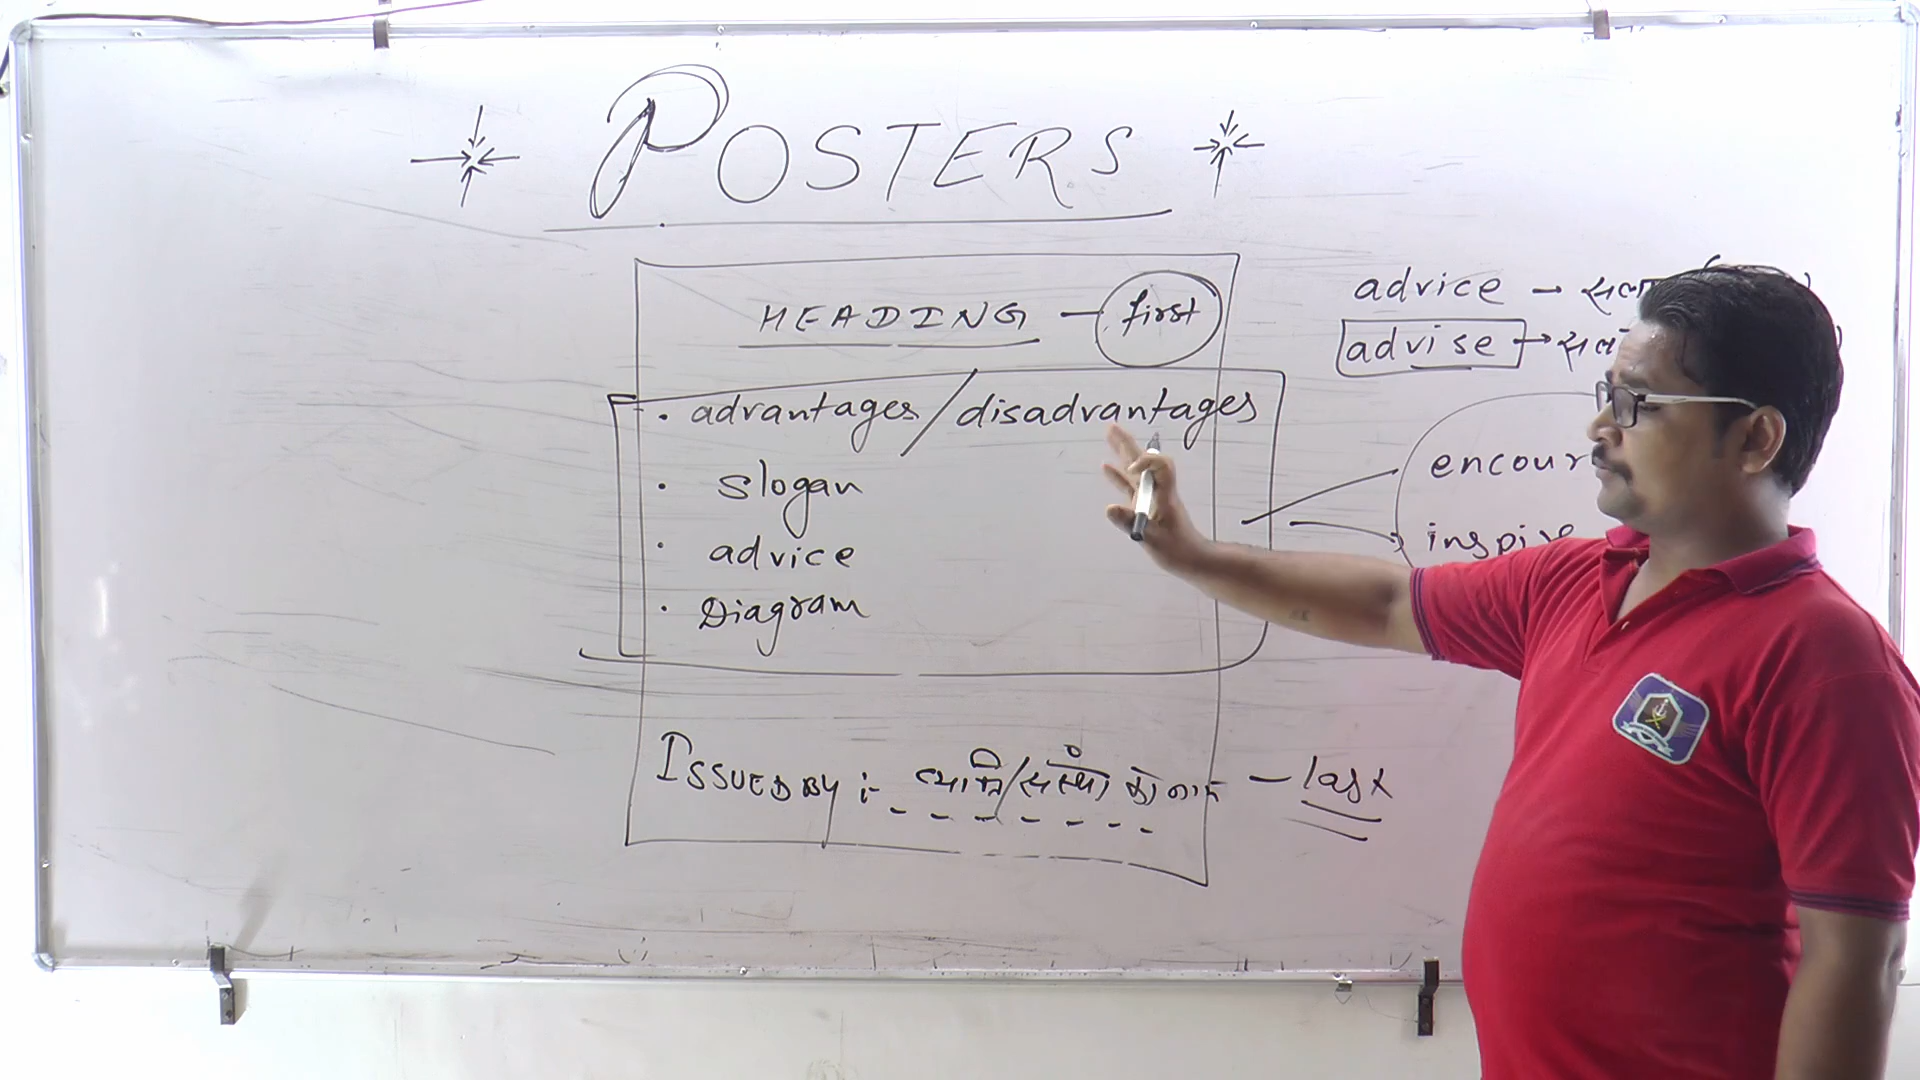 POSTERS
HEADING - first
• advantages / disadvantages
• slogan
• advice
• Diagram
ISSUED BY :- - last
advice -
advise →
encour
inspire